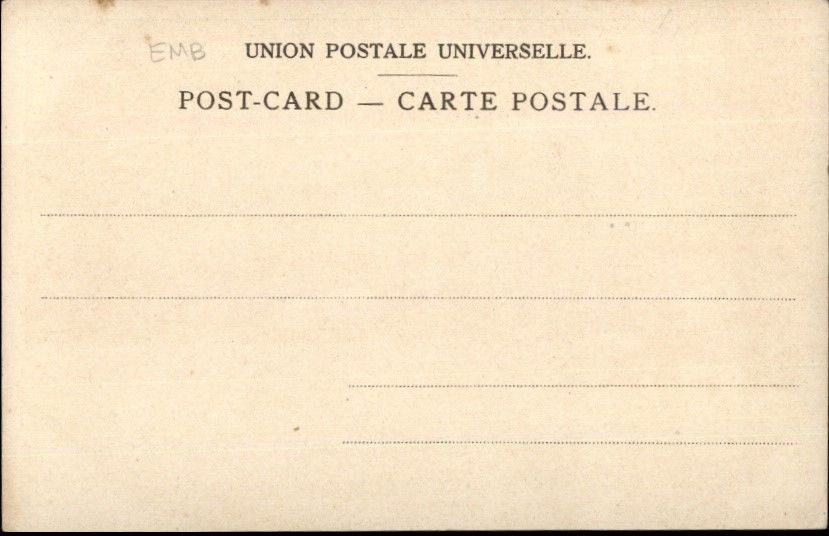 EMB
UNION POSTALE UNIVERSELLE.
POST-CARD — CARTE POSTALE.